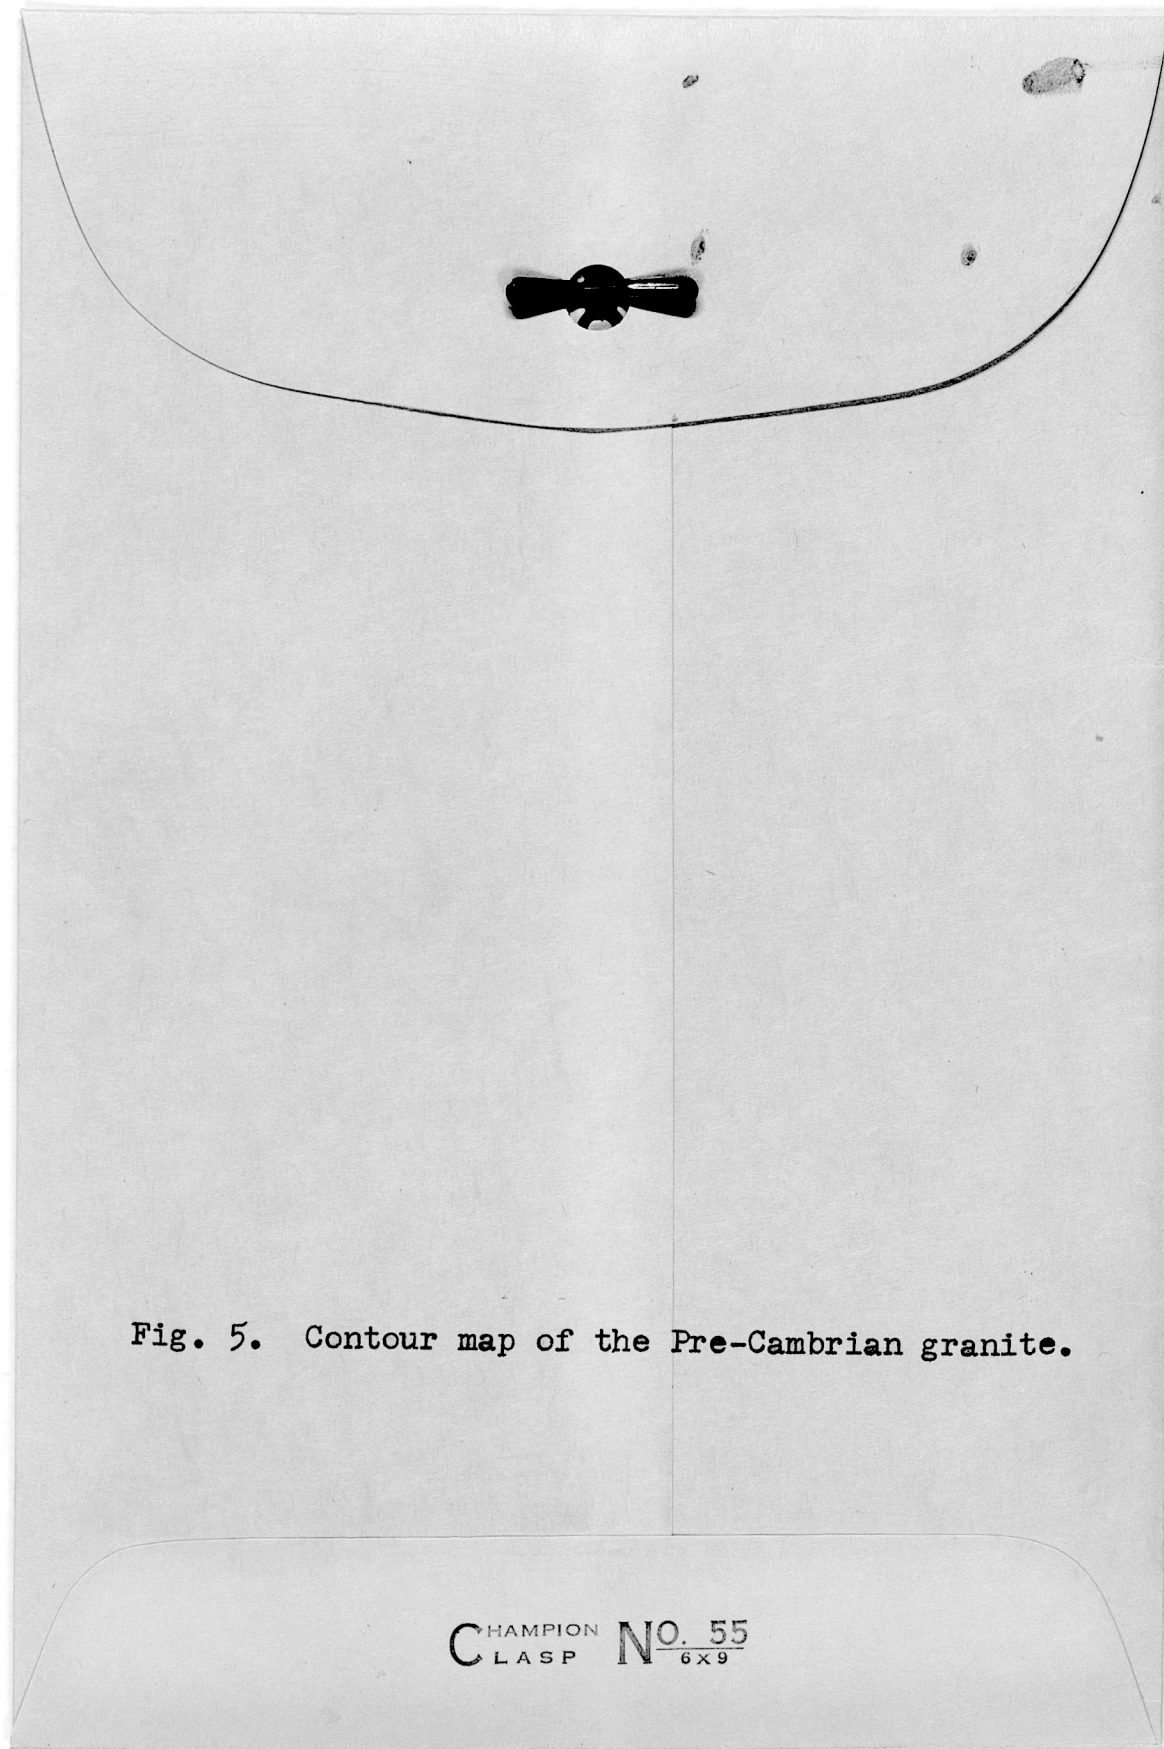 Fig. 5. Contour map of the Pre-Cambrian granite.
CHAMPION CLASP NO. 55
6x9